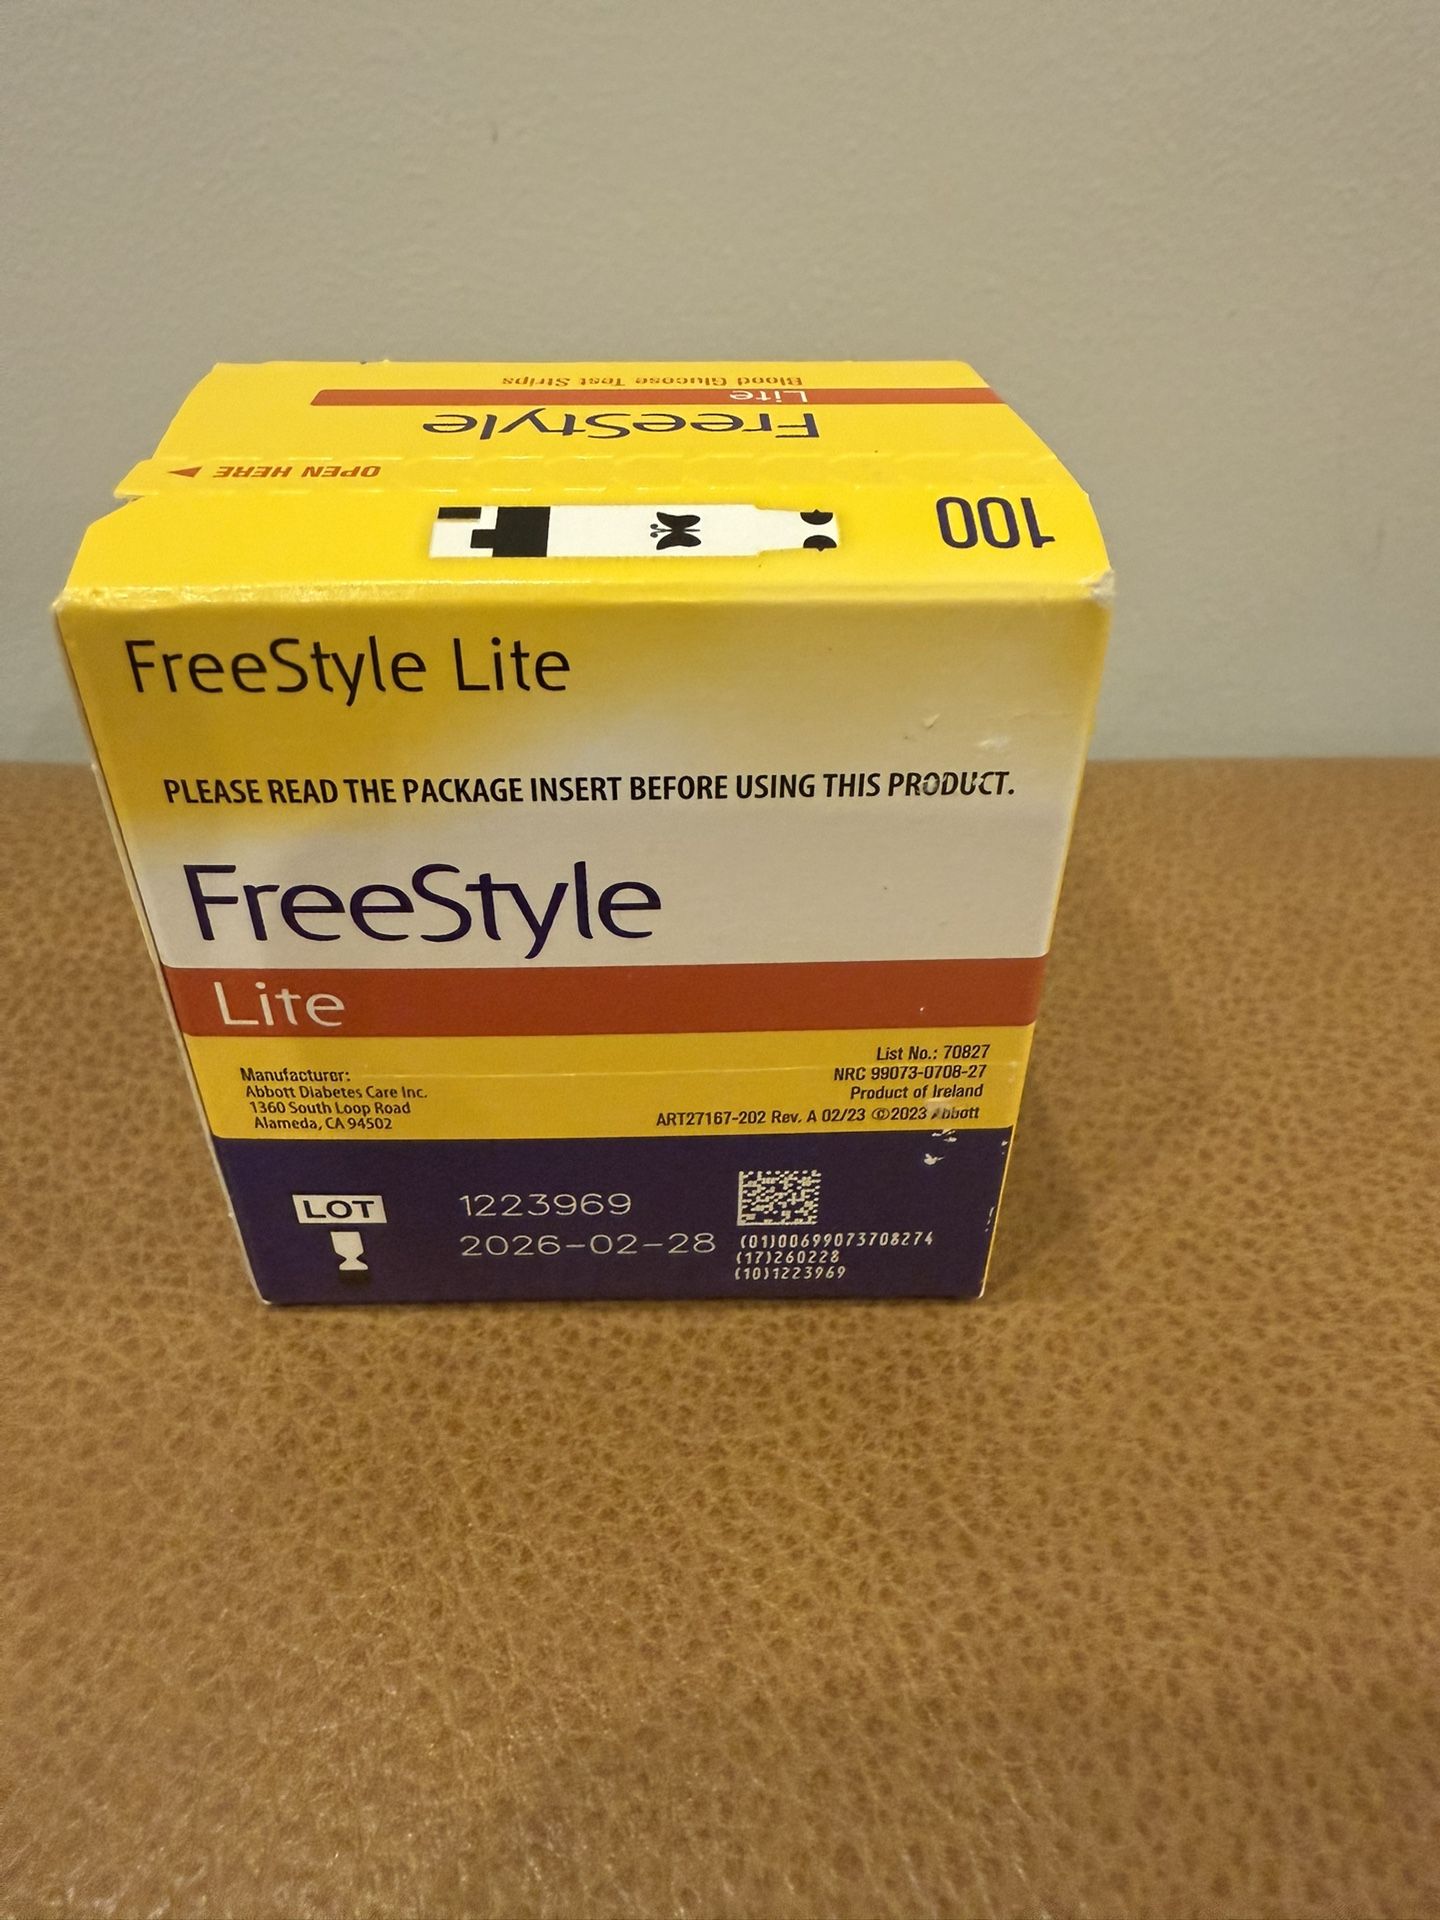 Blood Glucose Test Strips
Lite
FreeStyle
OPEN HERE
100
FreeStyle Lite
PLEASE READ THE PACKAGE INSERT BEFORE USING THIS PRODUCT.
FreeStyle
Lite
List No.: 70827
Manufacturer:
NRC 99073-0708-27
Abbott Diabetes Care Inc.
Product of Ireland
1360 South Loop Road
ART27167-202 Rev. A 02/23 ©2023 Abbott
Alameda, CA 94502
LOT 1223969
2026-02-28
(01)00699073708274
(17)260228
(10)1223969